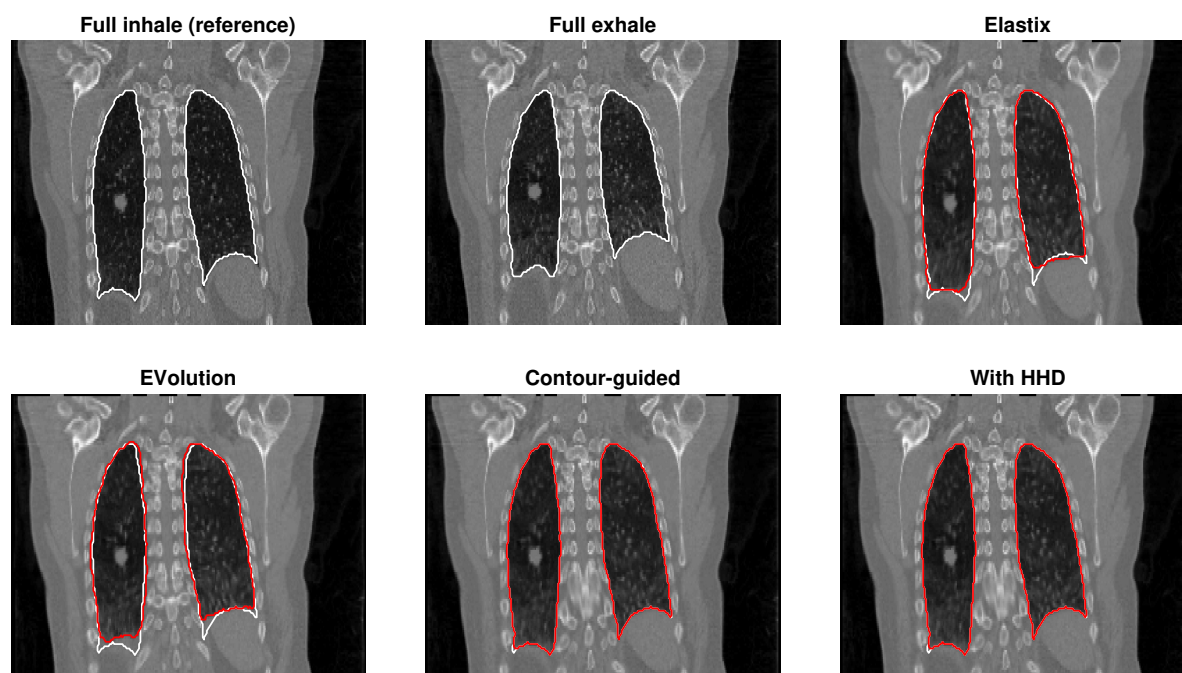 Full inhale (reference)
Full exhale
Elastix
EVolution
Contour-guided
With HHD